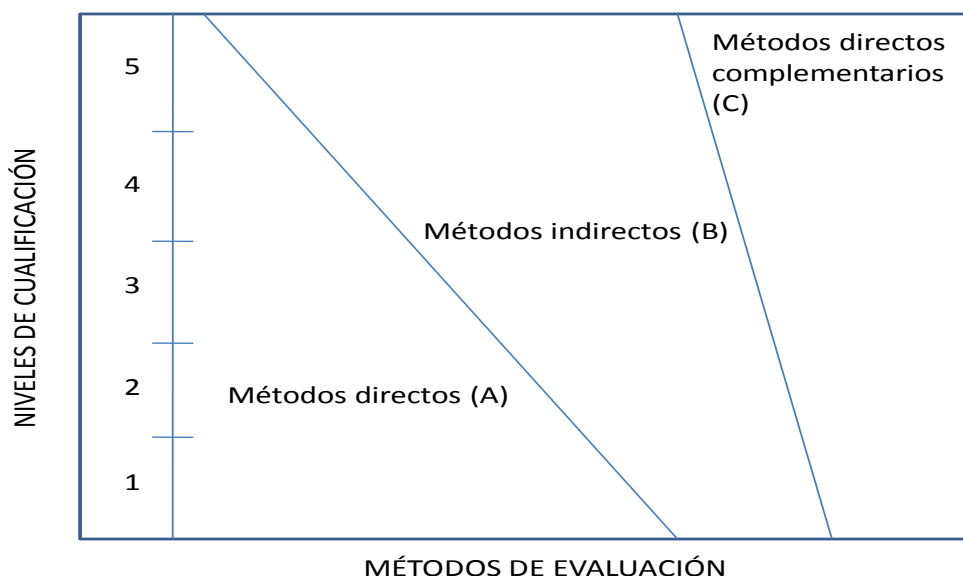 Métodos directos
complementarios
(C)
5
4
Métodos indirectos (B)
3
2
Métodos directos (A)
1
NIVELES DE CUALIFICACIÓN
MÉTODOS DE EVALUACIÓN